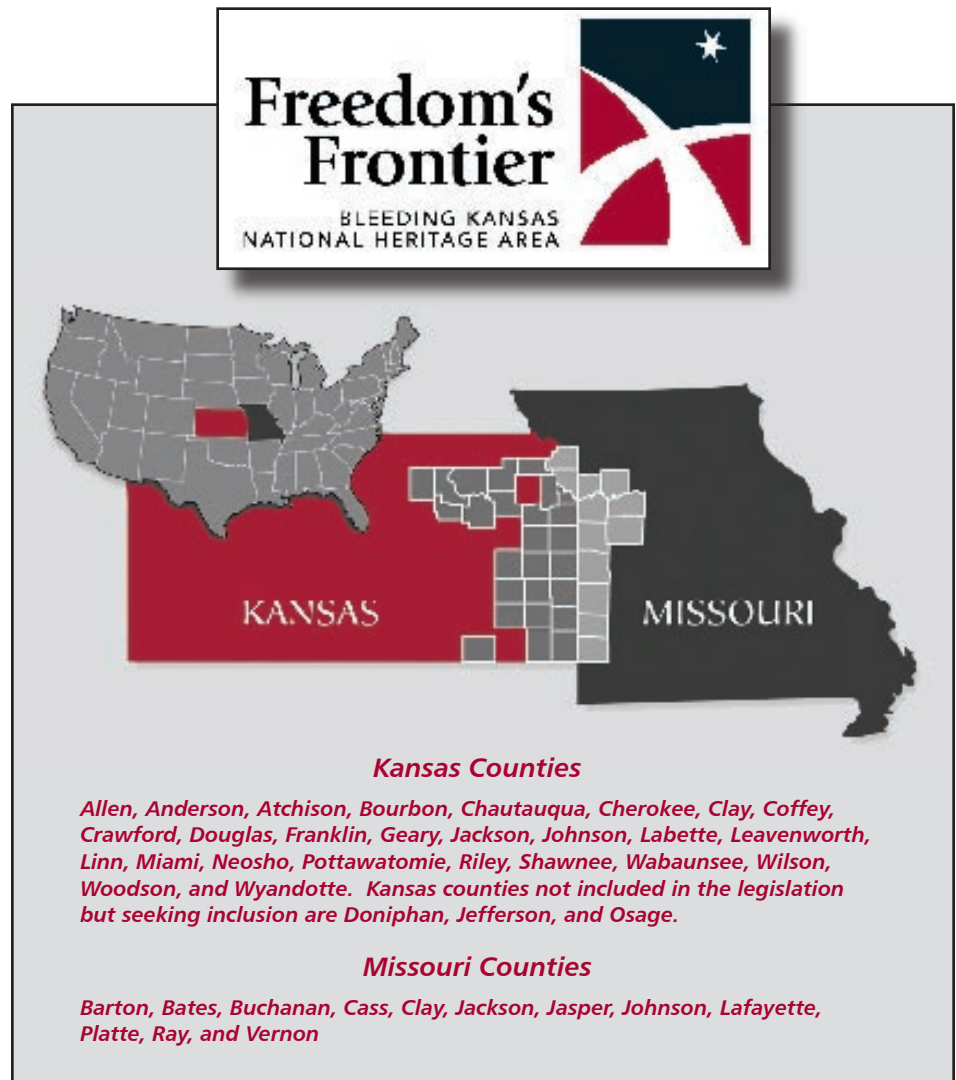 Freedom's
Frontier
BLEEDING KANSAS
NATIONAL HERITAGE AREA
KANSAS
MISSOURI
Kansas Counties
Allen, Anderson, Atchison, Bourbon, Chautauqua, Cherokee, Clay, Coffey,
Crawford, Douglas, Franklin, Geary, Jackson, Johnson, Labette, Leavenworth,
Linn, Miami, Neosho, Pottawatomie, Riley, Shawnee, Wabaunsee, Wilson,
Woodson, and Wyandotte. Kansas counties not included in the legislation
but seeking inclusion are Doniphan, Jefferson, and Osage.
Missouri Counties
Barton, Bates, Buchanan, Cass, Clay, Jackson, Jasper, Johnson, Lafayette,
Platte, Ray, and Vernon